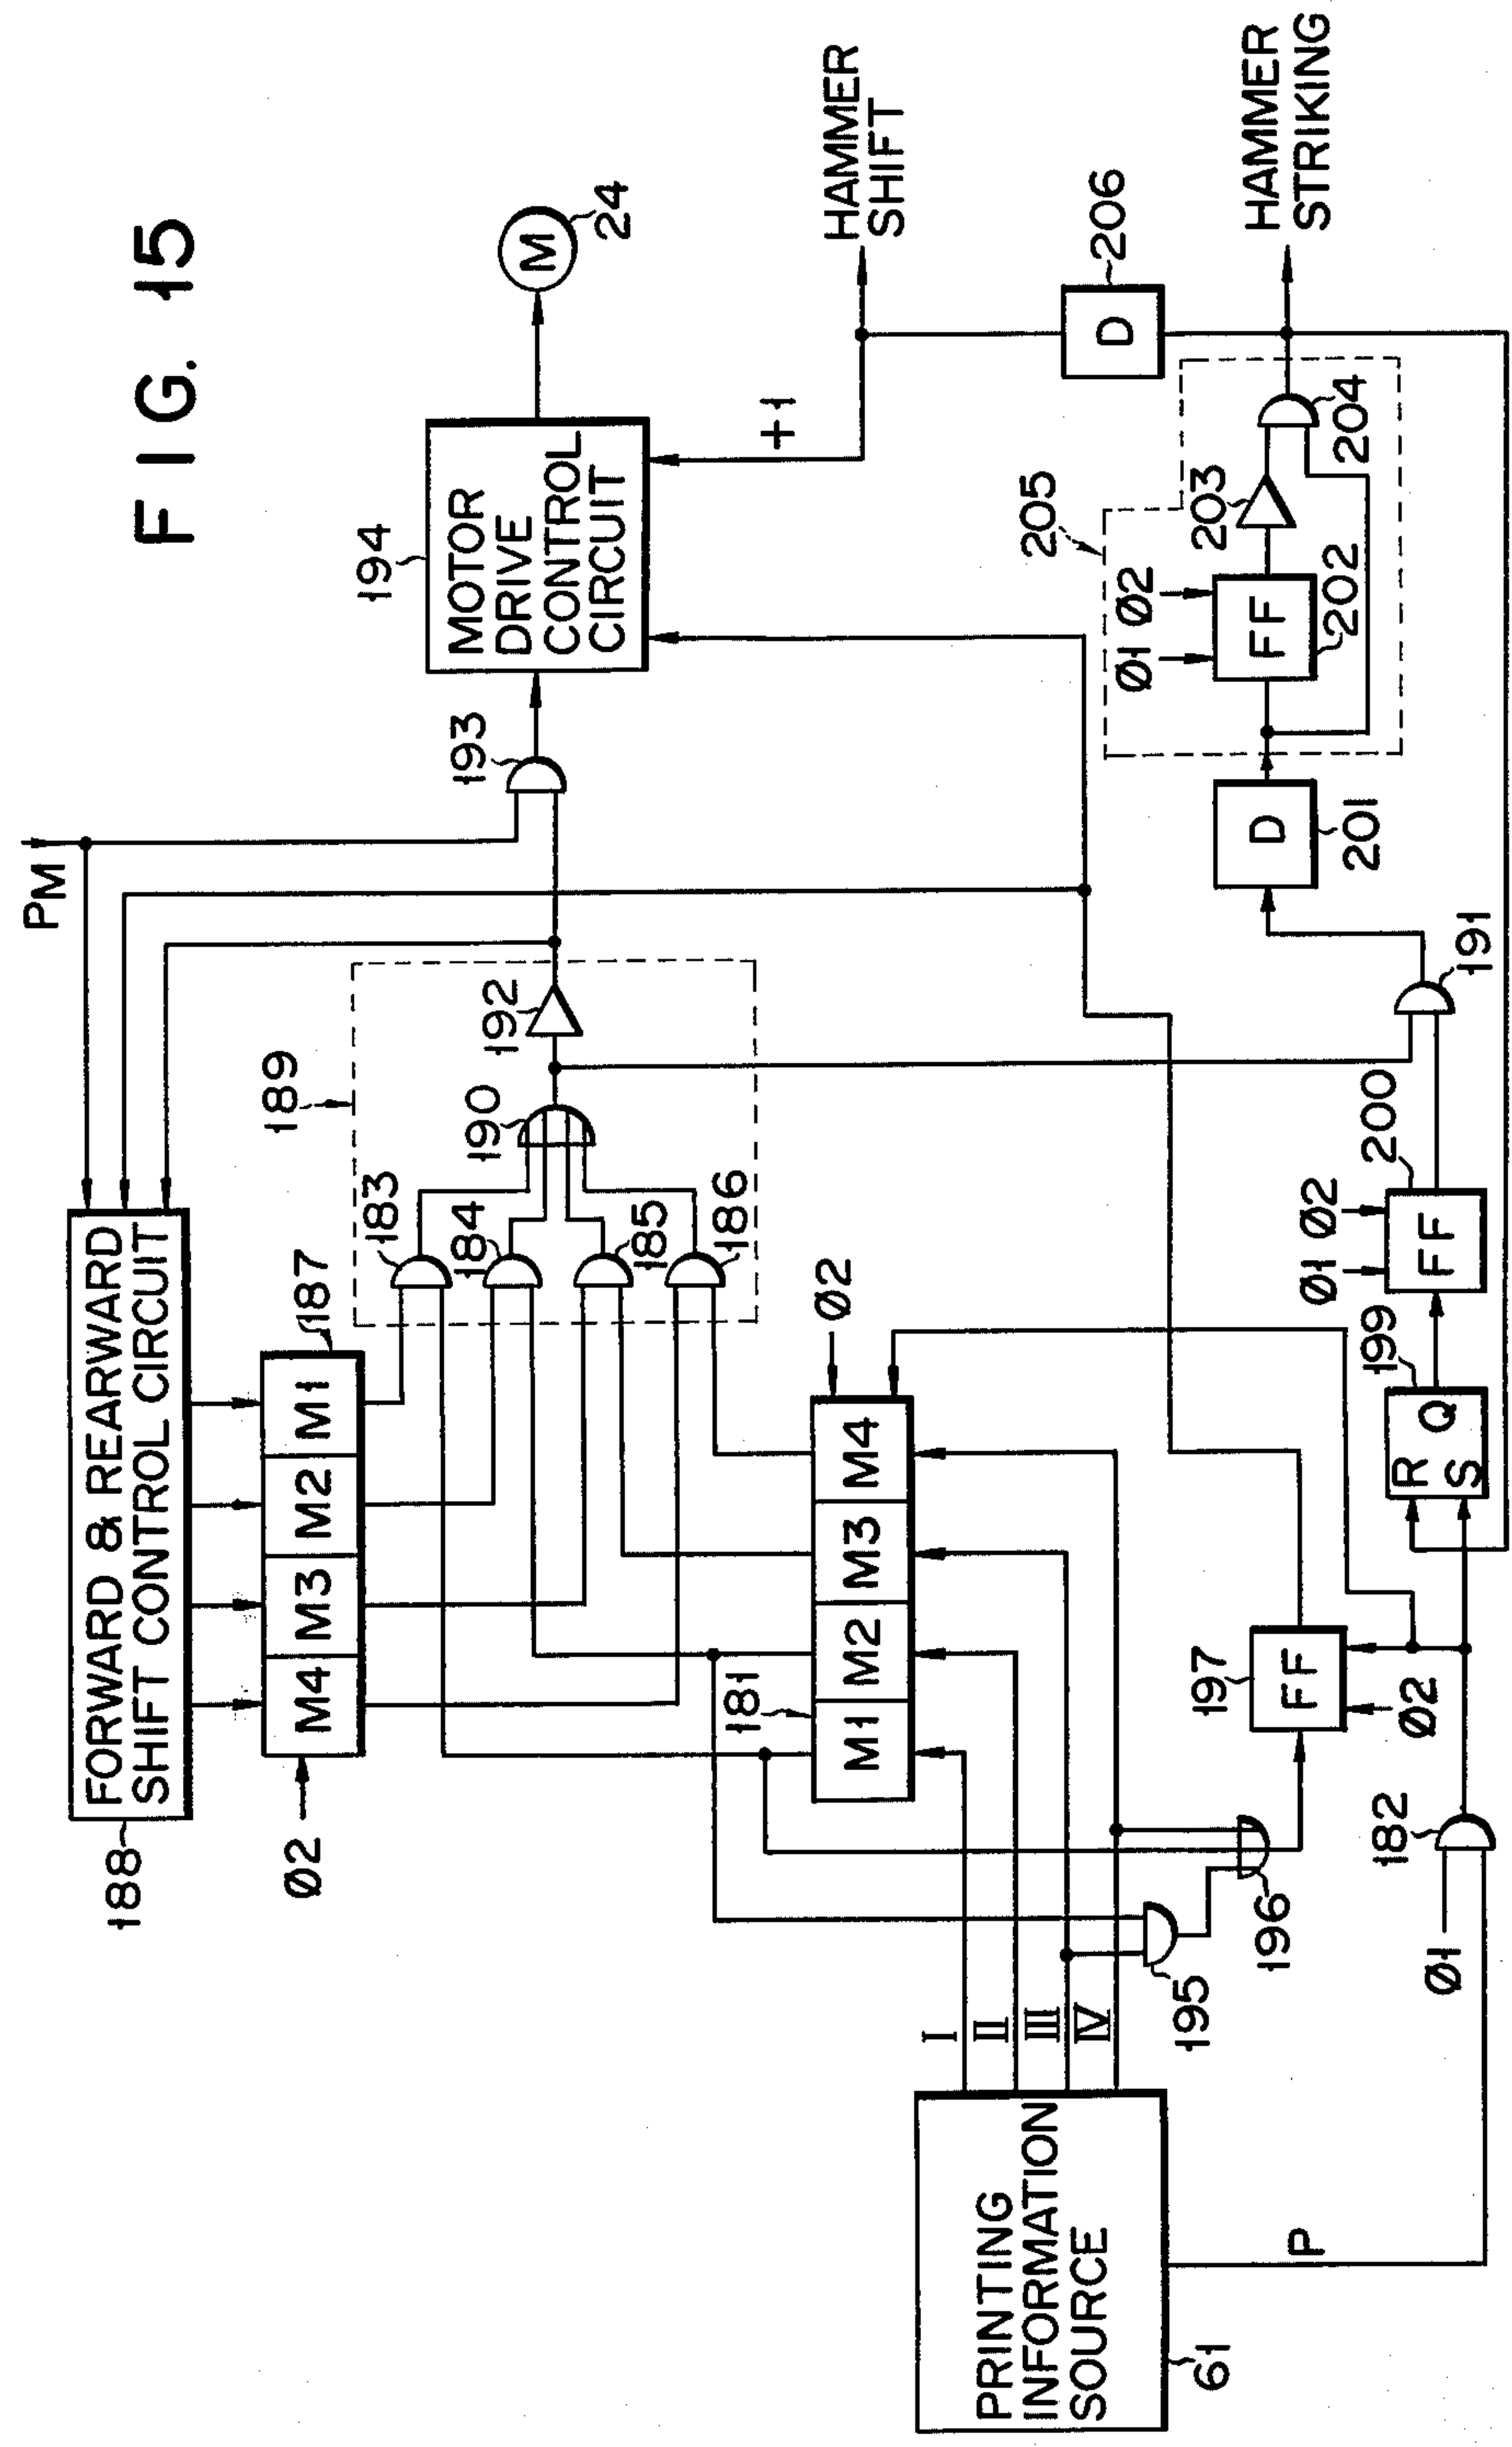 FIG. 15
FORWARD & REARWARD
SHIFT CONTROL CIRCUIT
188
Ø2
M4 M3 M2 M1
187
PM
189
183
184
185
186
190
192
193
194
MOTOR
DRIVE
CONTROL
CIRCUIT
M
24
+1
HAMMER
SHIFT
181
M1 M2 M3 M4
Ø2
PRINTING
INFORMATION
SOURCE
61
I
II
III
IV
P
195
196
197
FF
Ø2
Ø1
182
199
R
S
Q
200
FF
Ø1 Ø2
191
201
D
205
Ø1 Ø2
FF
202
203
204
206
D
HAMMER
STRIKING